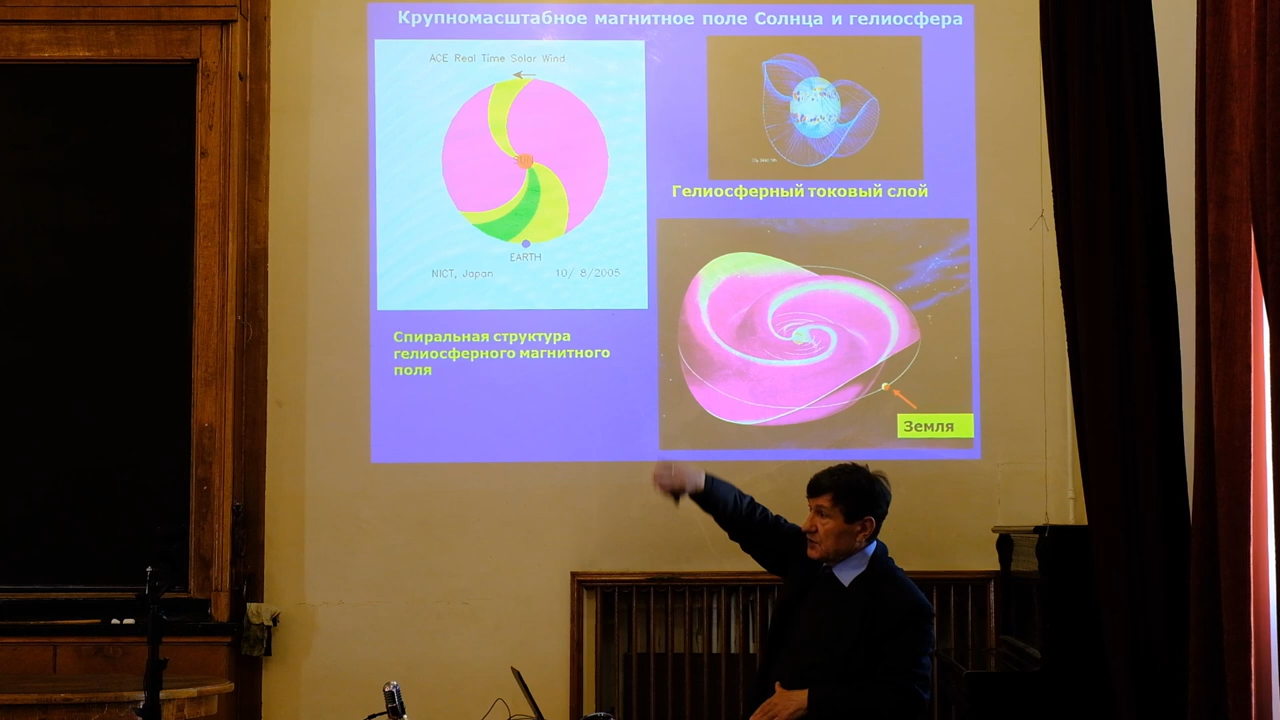 Крупномасштабное магнитное поле Солнца и гелиосфера
ACE Real Time Solar Wind
EARTH
NICT, Japan 10/ 8/2005
Спиральная структура
гелиосферного магнитного
поля
Гелиосферный токовый слой
Земля